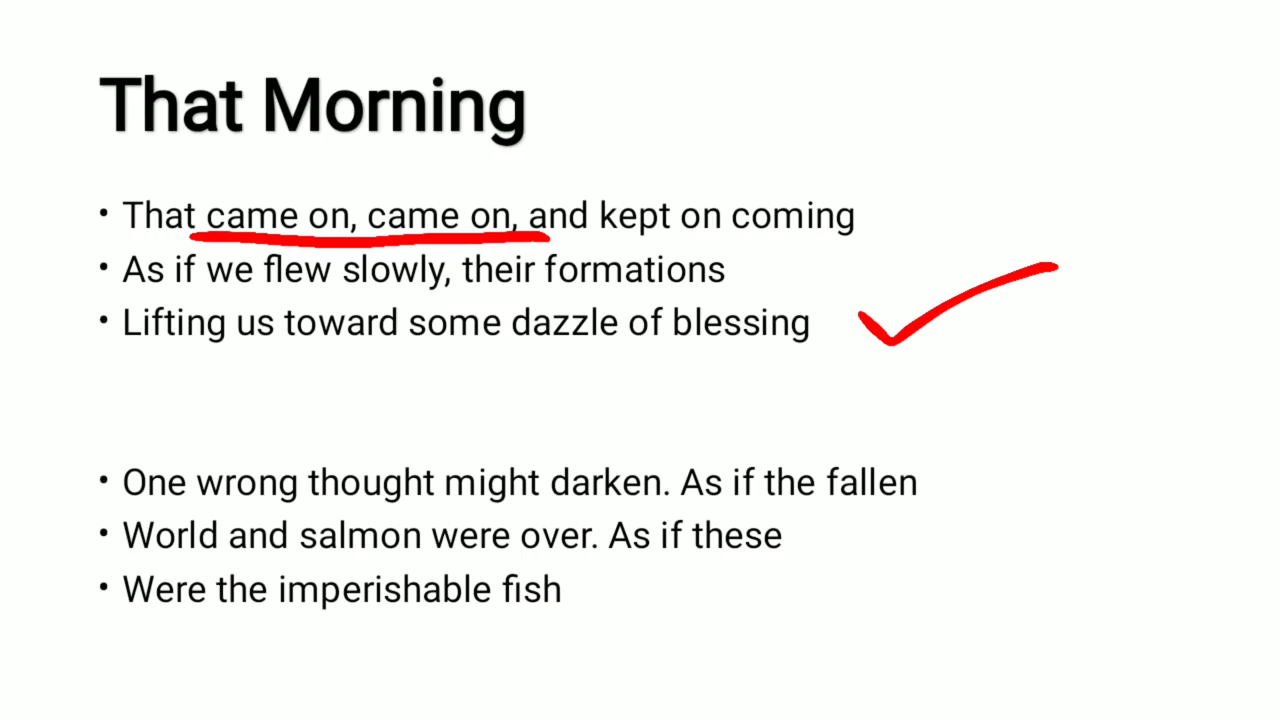 That Morning
• That came on, came on, and kept on coming
• As if we flew slowly, their formations
• Lifting us toward some dazzle of blessing
• One wrong thought might darken. As if the fallen
• World and salmon were over. As if these
• Were the imperishable fish